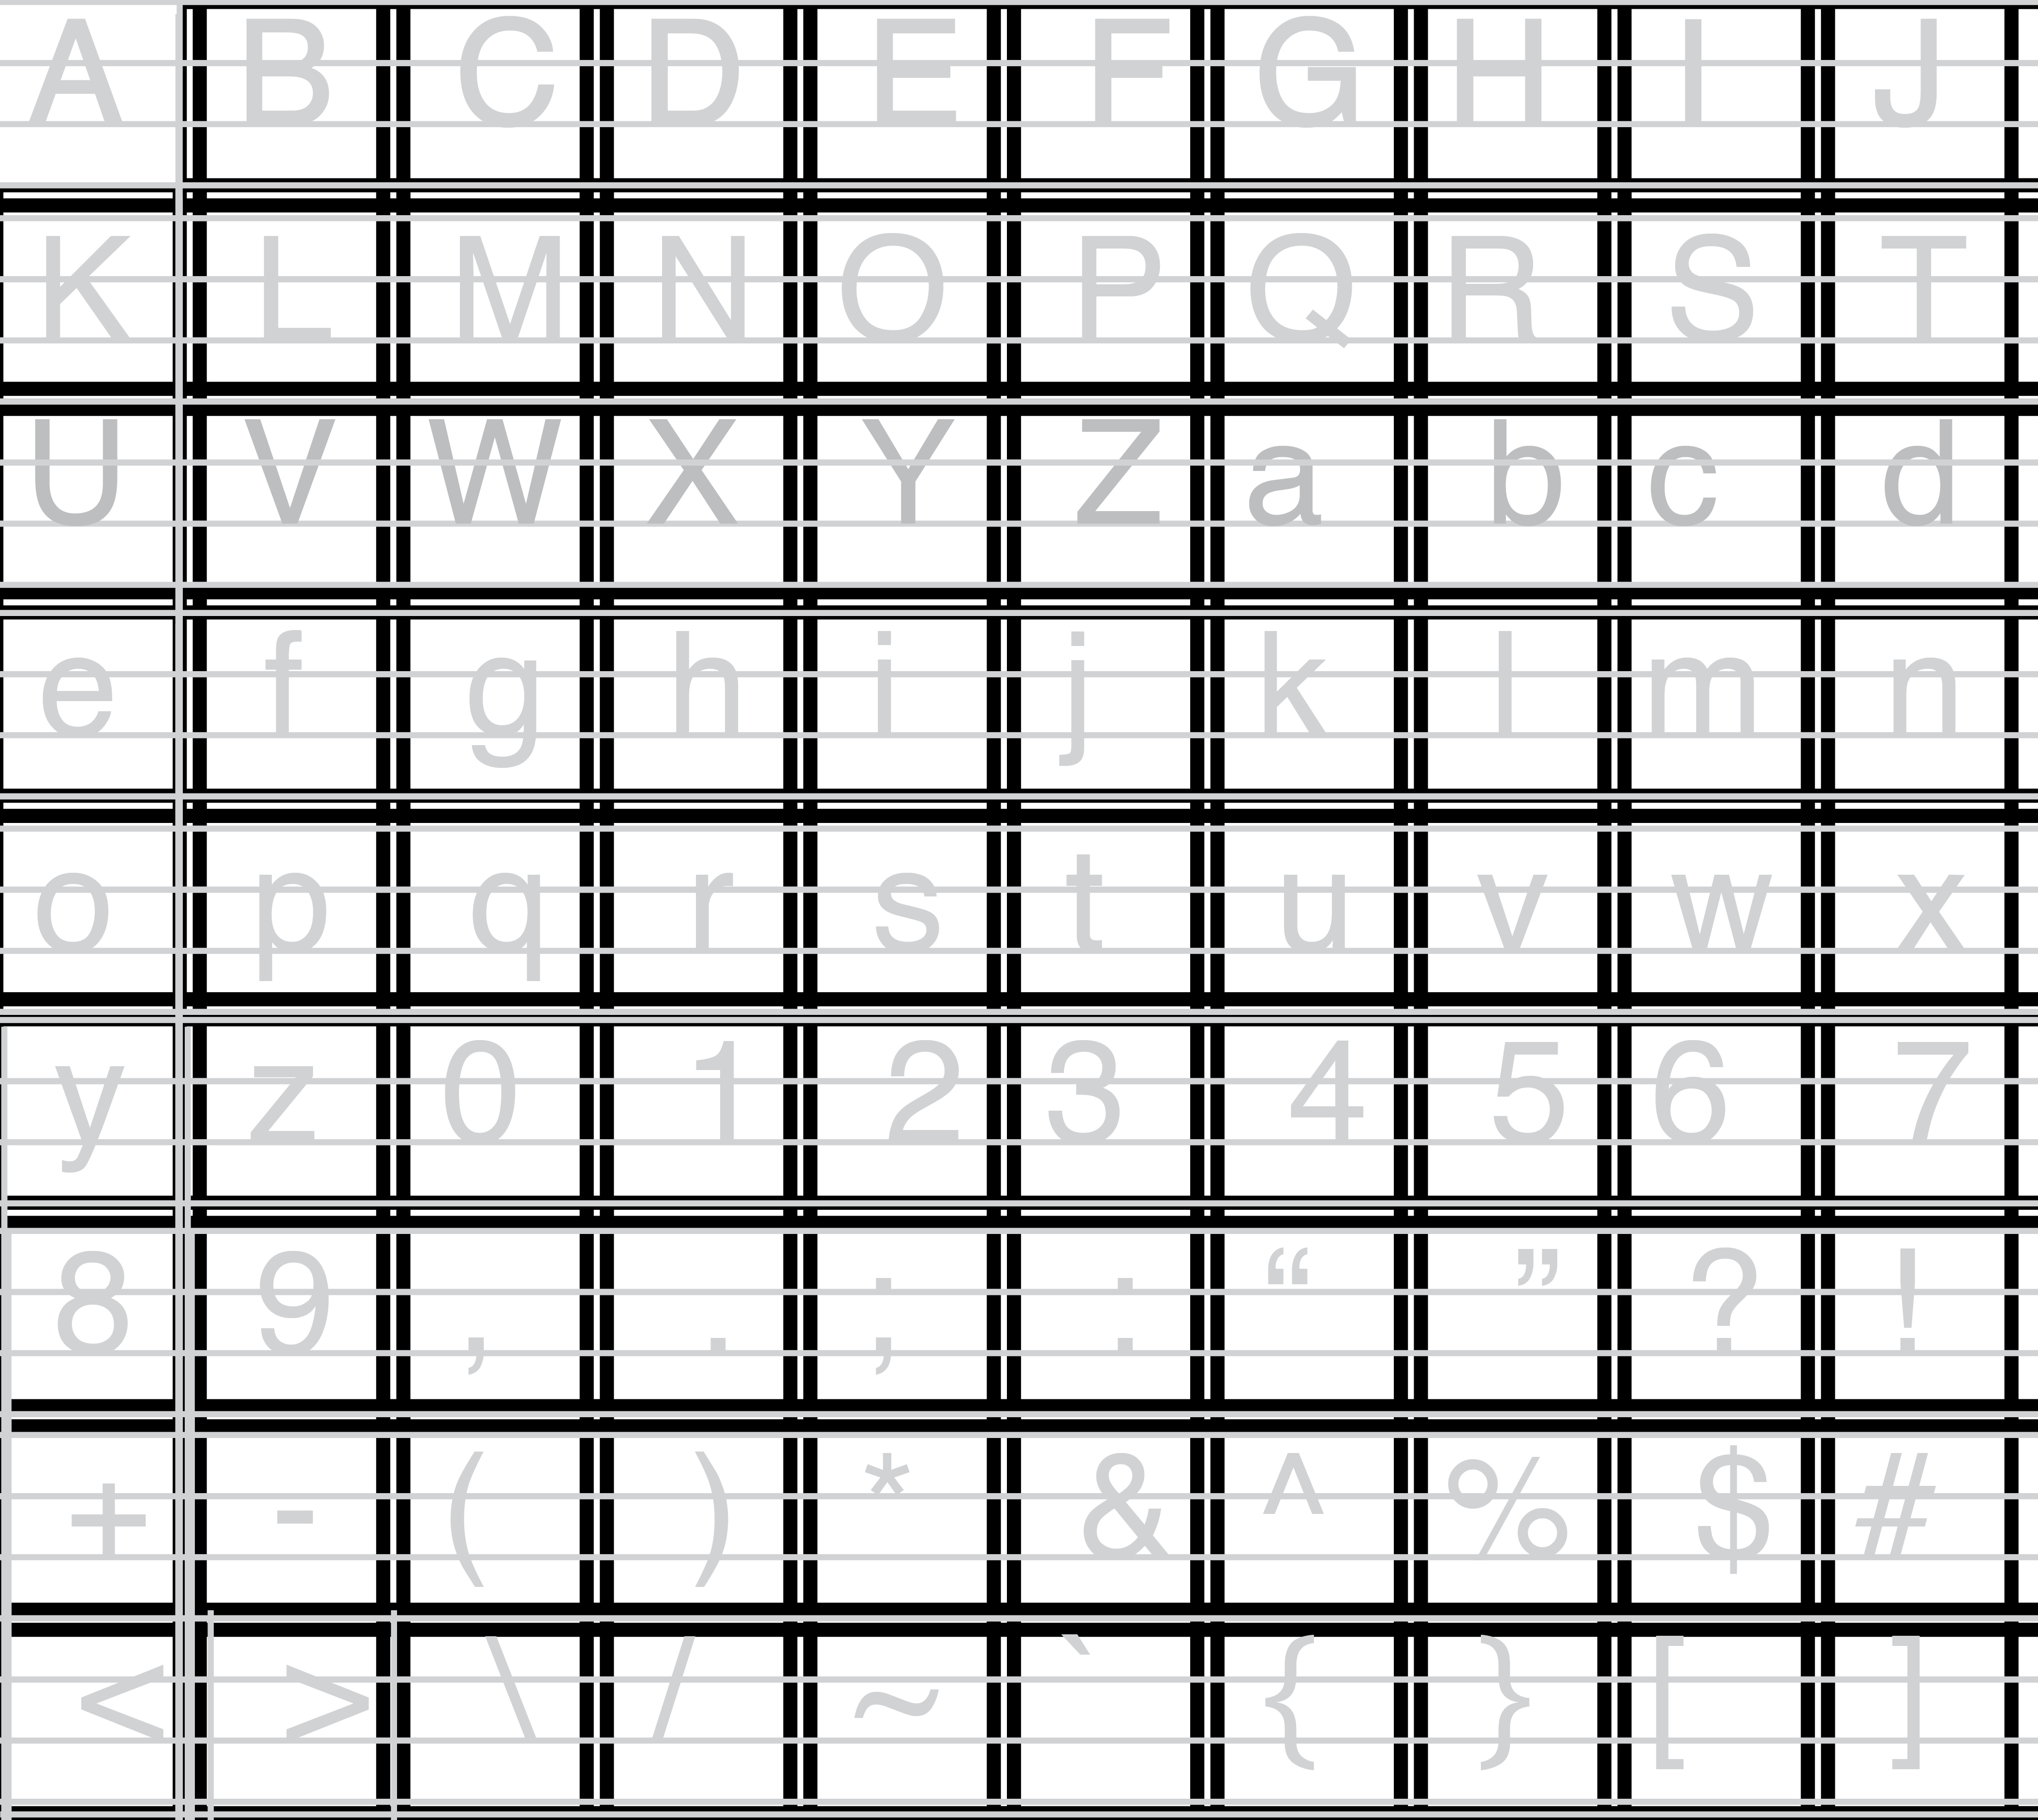 A B C D E F G H I J
K L M N O P Q R S T
U V W X Y Z a b c d
e f g h i j k l m n
o p q r s t u v w x
y z 0 1 2 3 4 5 6 7
8 9 , . ; : “ ” ? !
+ - ( ) * & ^ % $ #
< > \ / ~ ` { } [ ]